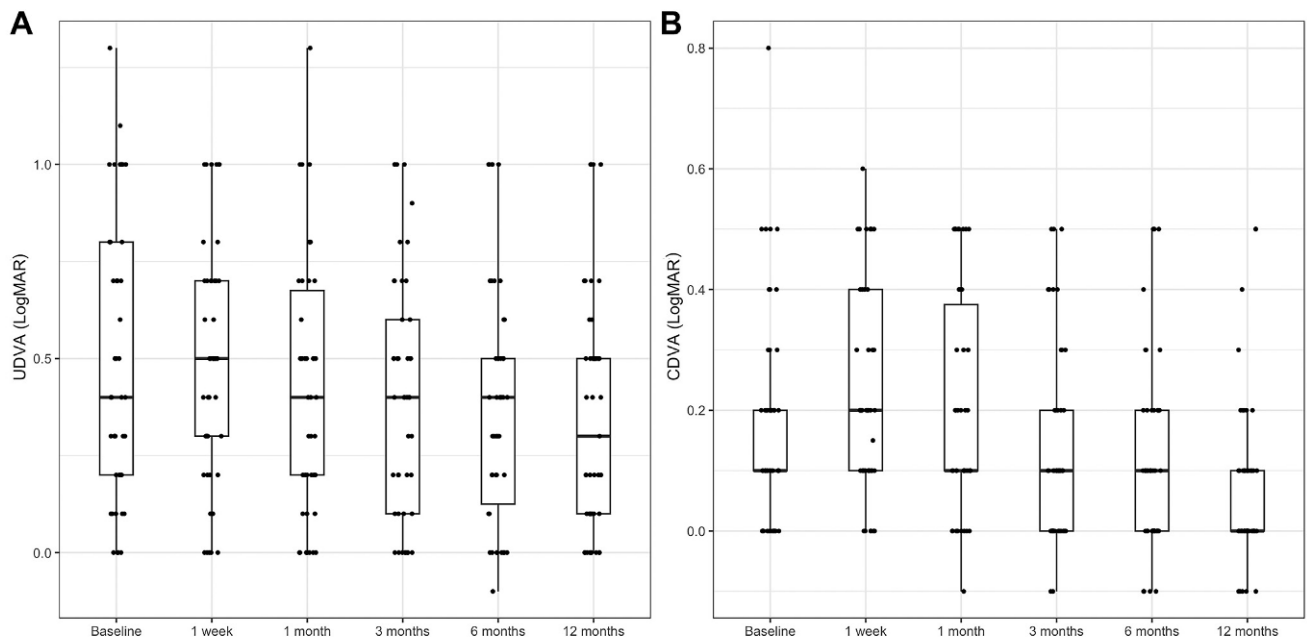 A
UDVA (LogMAR)
1.0
0.5
0.0
Baseline 1 week 1 month 3 months 6 months 12 months
B
CDVA (LogMAR)
0.8
0.6
0.4
0.2
0.0
Baseline 1 week 1 month 3 months 6 months 12 months